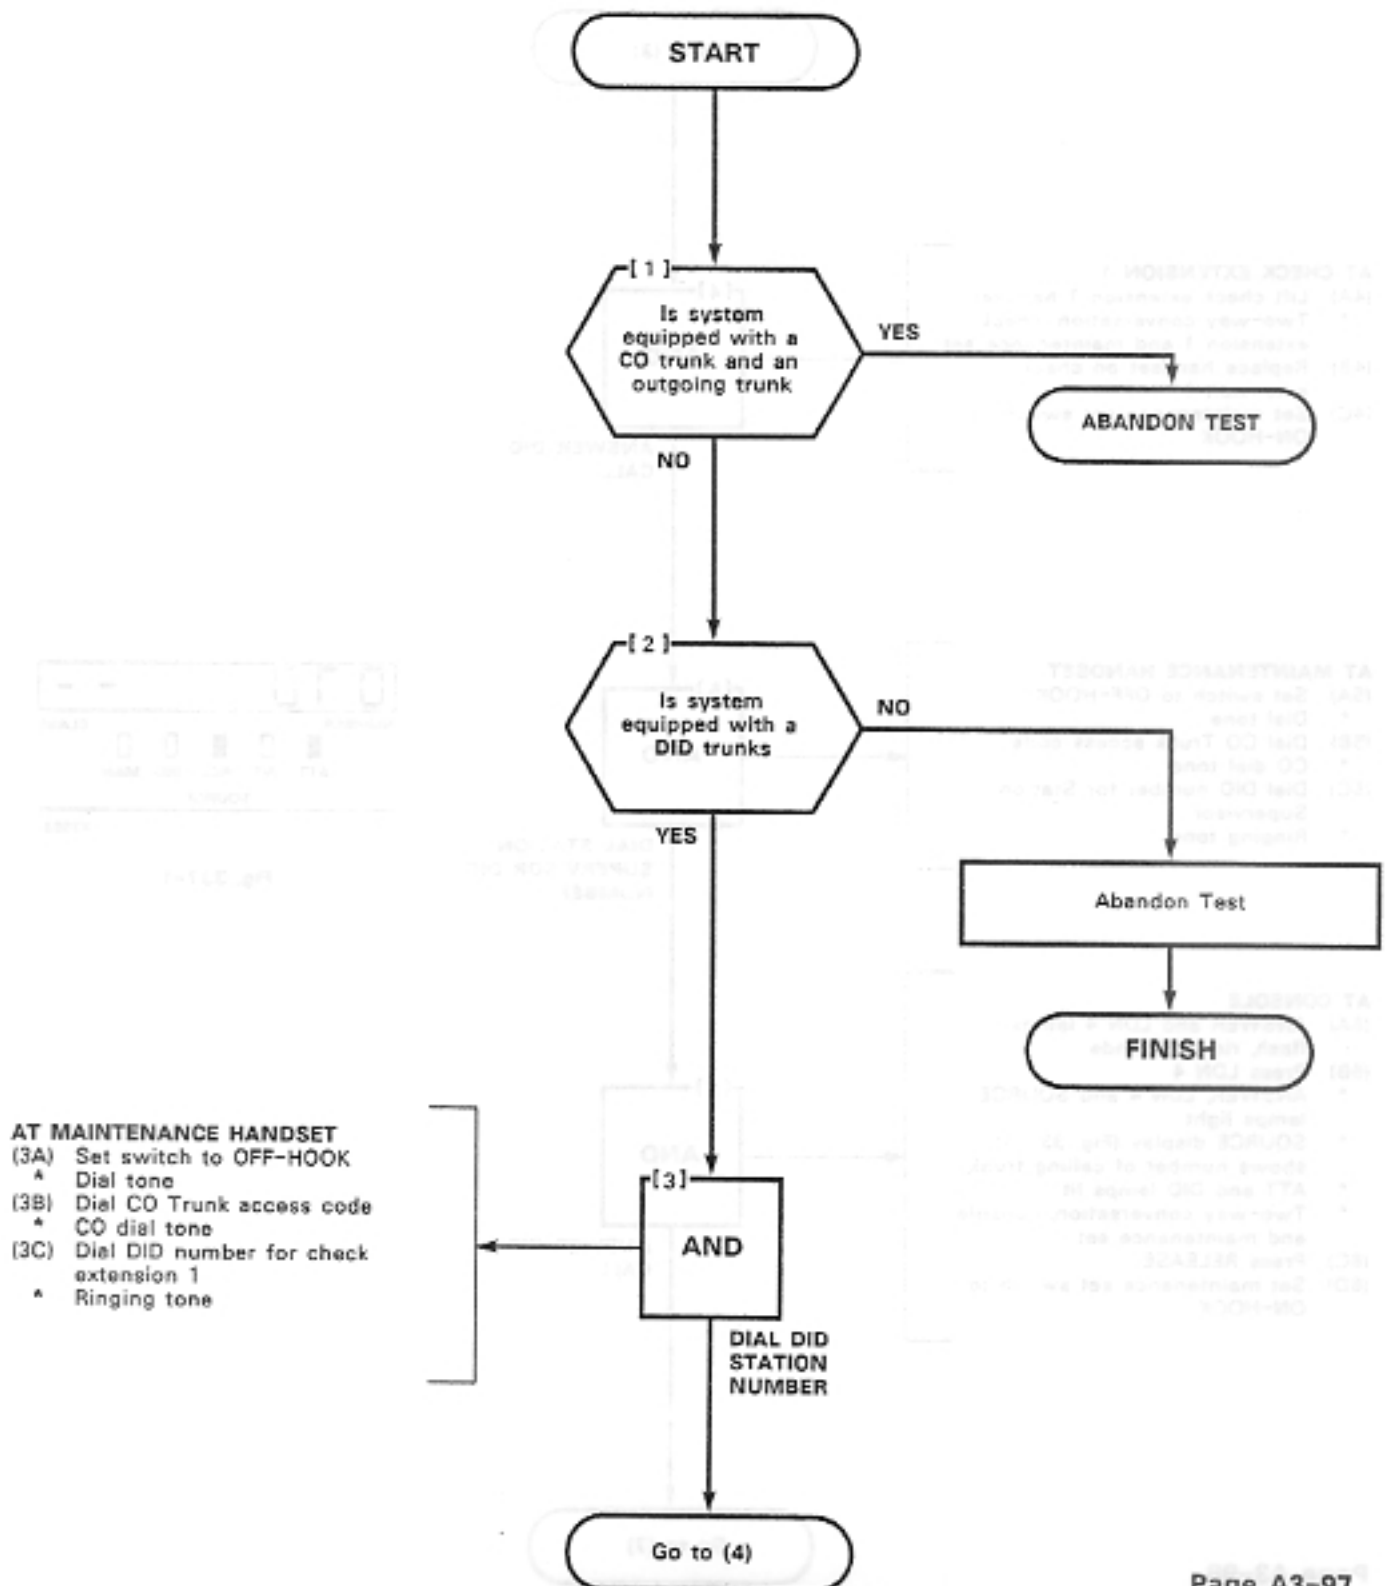 START
[ 1 ]
Is system
equipped with a
CO trunk and an
outgoing trunk
YES
ABANDON TEST
NO
[ 2 ]
Is system
equipped with a
DID trunks
NO
YES
Abandon Test
FINISH
AT MAINTENANCE HANDSET
(3A) Set switch to OFF-HOOK
* Dial tone
(3B) Dial CO Trunk access code
* CO dial tone
(3C) Dial DID number for check
extension 1
* Ringing tone
[3]
AND
DIAL DID
STATION
NUMBER
Go to (4)
Page A3-97